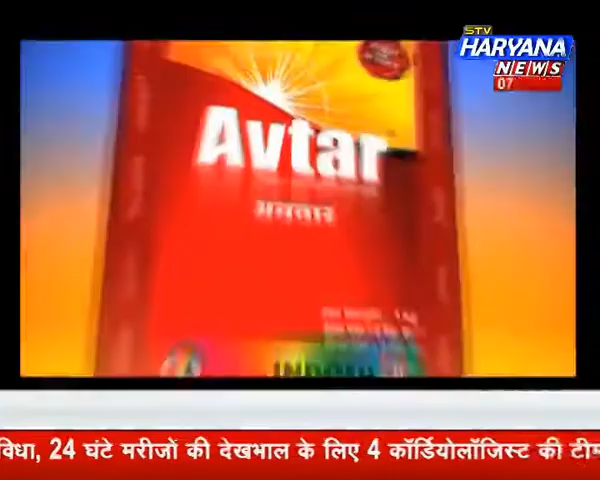 STV
HARYANA
NEWS
07
Avtar
अवतार
विधा, 24 घंटे मरीजों की देखभाल के लिए 4 कॉर्डियोलॉजिस्ट की टीम